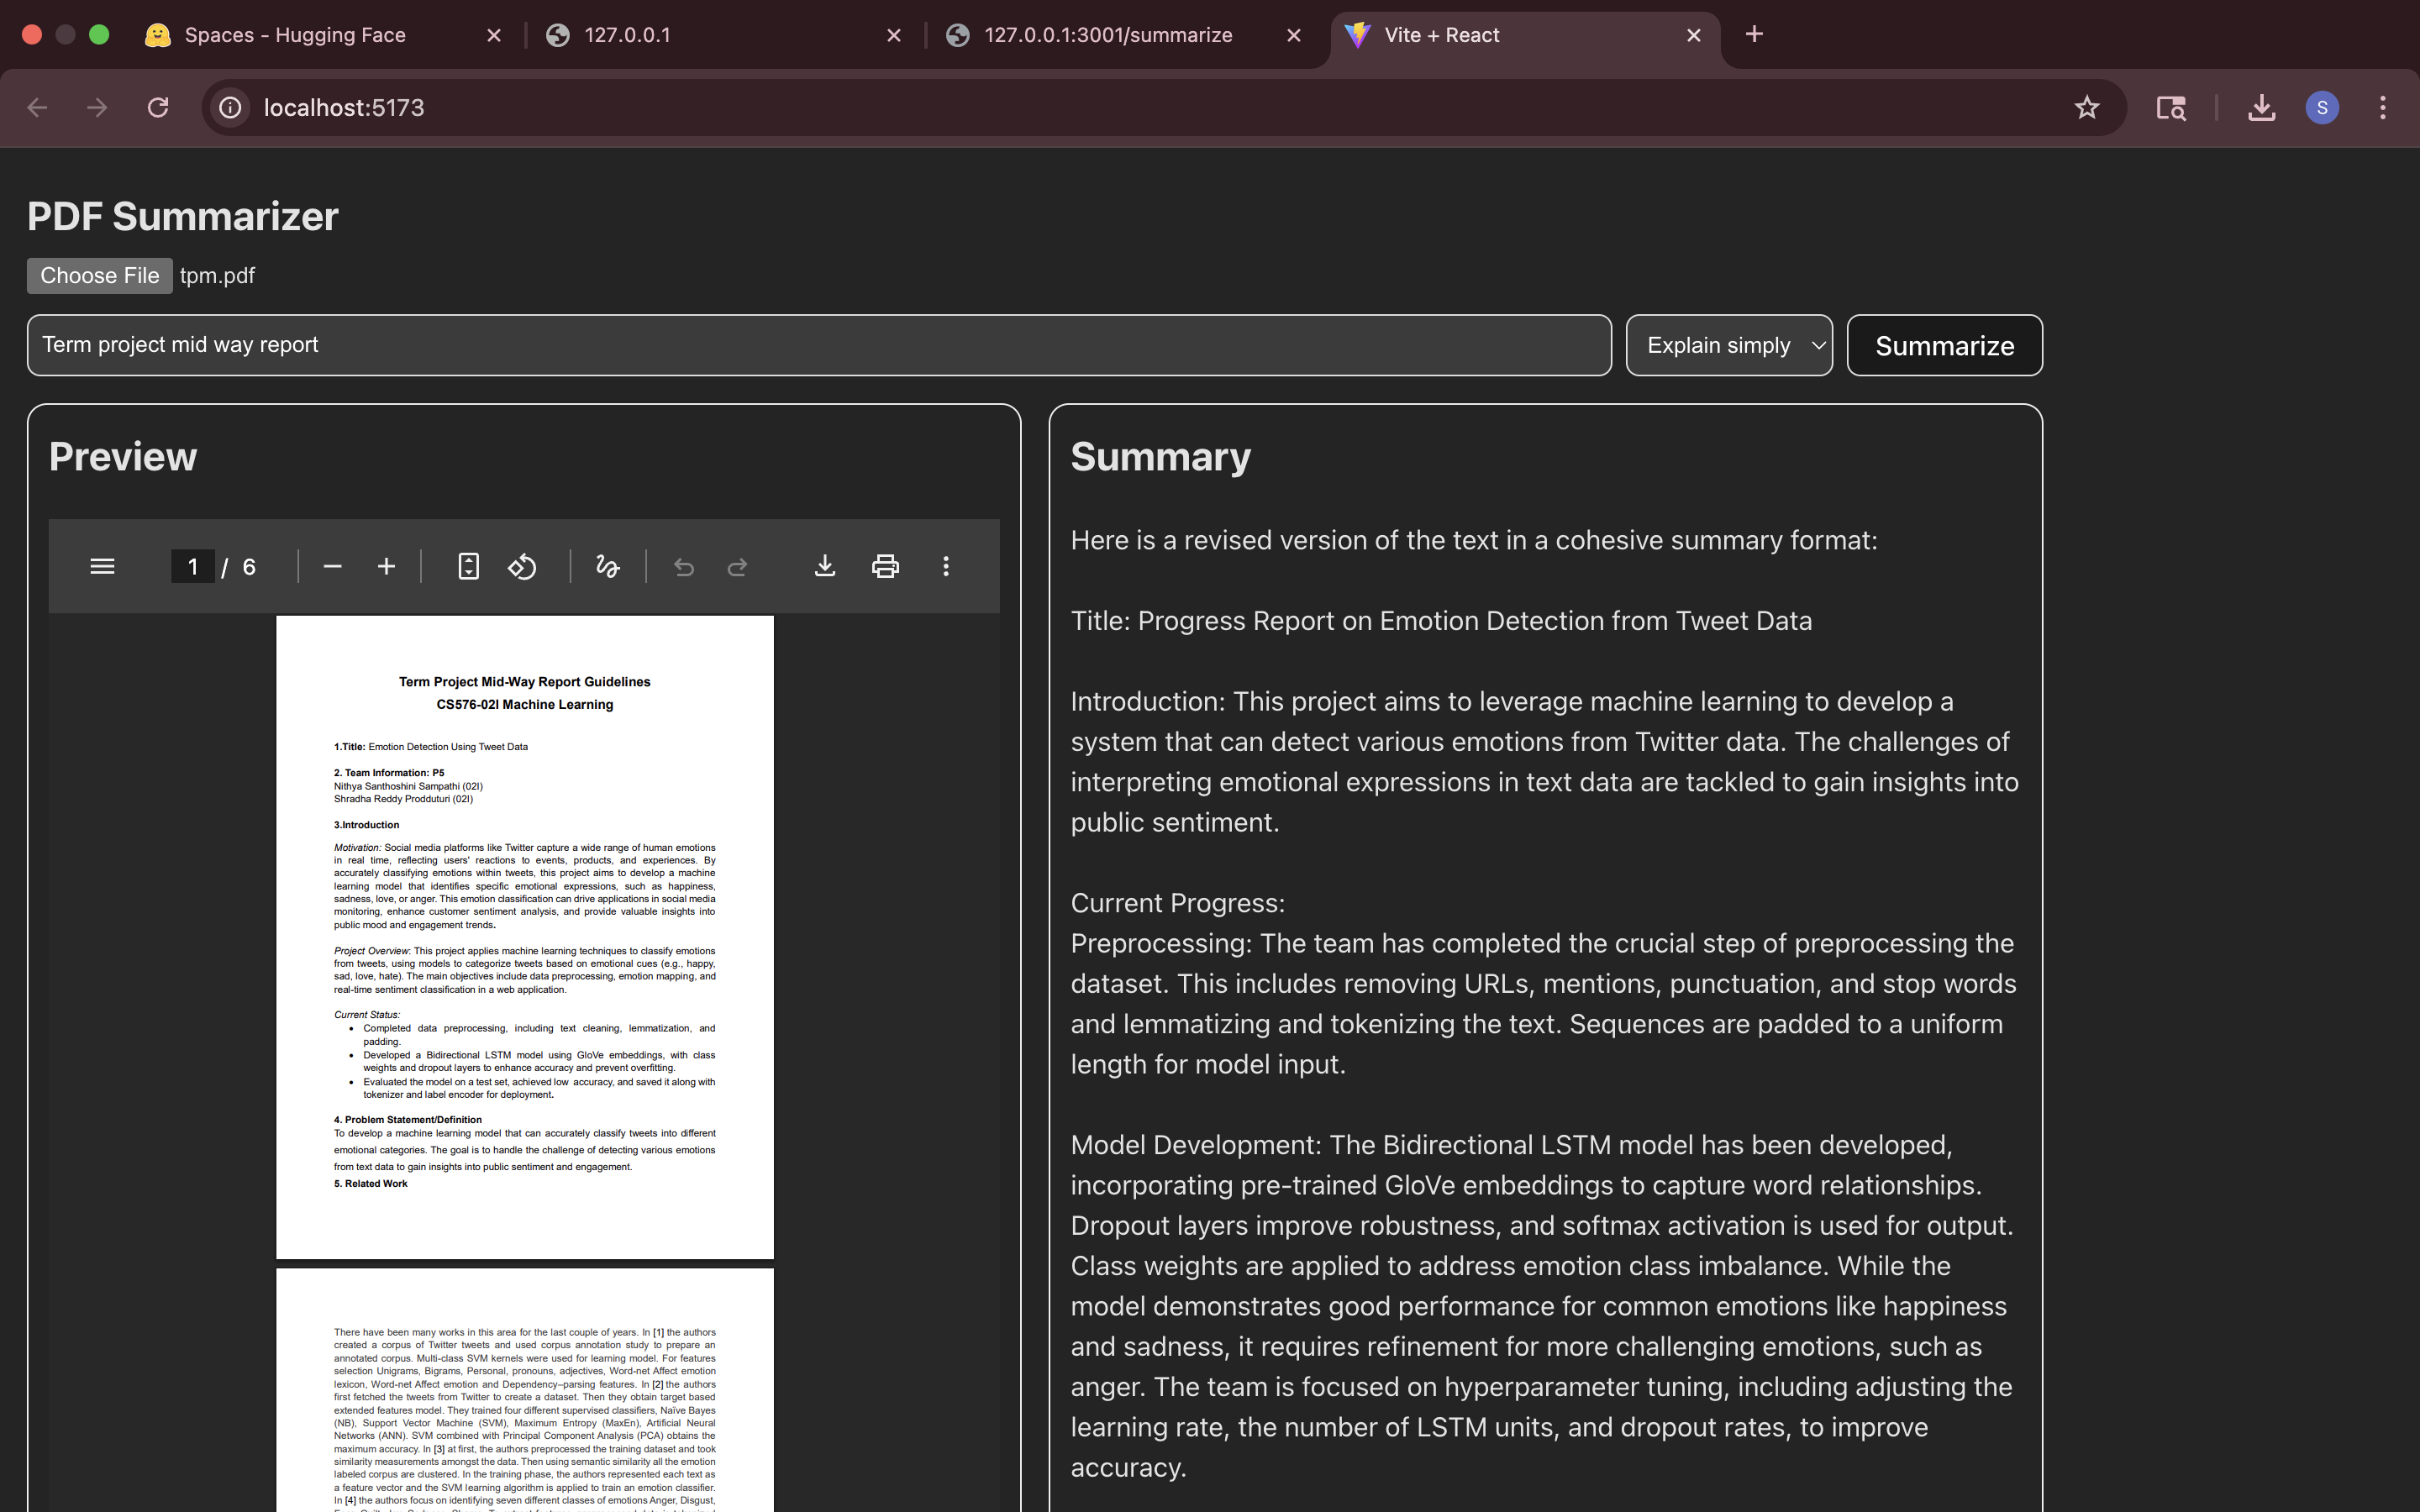 Spaces - Hugging Face
127.0.0.1
127.0.0.1:3001/summarize
Vite + React
localhost:5173
S
PDF Summarizer
Choose File tpm.pdf
Term project mid way report
Explain simply
Summarize
Preview
1 / 6
Term Project Mid-Way Report Guidelines
CS576-02I Machine Learning
1.Title: Emotion Detection Using Tweet Data
2. Team Information: P5
Nithya Santhoshini Sampathi (02I)
Shradha Reddy Prodduturi (02I)
3.Introduction
Motivation: Social media platforms like Twitter capture a wide range of human emotions
in real time, reflecting users' reactions to events, products, and experiences. By
accurately classifying emotions within tweets, this project aims to develop a machine
learning model that identifies specific emotional expressions, such as happiness,
sadness, love, or anger. This emotion classification can drive applications in social media
monitoring, enhance customer sentiment analysis, and provide valuable insights into
public mood and engagement trends.
Project Overview: This project applies machine learning techniques to classify emotions
from tweets, using models to categorize tweets based on emotional cues (e.g., happy,
sad, love, hate). The main objectives include data preprocessing, emotion mapping, and
real-time sentiment classification in a web application.
Current Status:
• Completed data preprocessing, including text cleaning, lemmatization, and
padding.
• Developed a Bidirectional LSTM model using GloVe embeddings, with class
weights and dropout layers to enhance accuracy and prevent overfitting.
• Evaluated the model on a test set, achieved low accuracy, and saved it along with
tokenizer and label encoder for deployment.
4. Problem Statement/Definition
To develop a machine learning model that can accurately classify tweets into different
emotional categories. The goal is to handle the challenge of detecting various emotions
from text data to gain insights into public sentiment and engagement.
5. Related Work
There have been many works in this area for the last couple of years. In [1] the authors
created a corpus of Twitter tweets and used corpus annotation study to prepare an
annotated corpus. Multi-class SVM kernels were used for learning model. For features
selection Unigrams, Bigrams, Personal, pronouns, adjectives, Word-net Affect emotion
lexicon, Word-net Affect emotion and Dependency–parsing features. In [2] the authors
first fetched the tweets from Twitter to create a dataset. Then they obtain target based
extended features model. They trained four different supervised classifiers, Naïve Bayes
(NB), Support Vector Machine (SVM), Maximum Entropy (MaxEn), Artificial Neural
Networks (ANN). SVM combined with Principal Component Analysis (PCA) obtains the
maximum accuracy. In [3] at first, the authors preprocessed the training dataset and took
similarity measurements amongst the data. Then using semantic similarity all the emotion
labeled corpus are clustered. In the training phase, the authors represented each text as
a feature vector and the SVM learning algorithm is applied to train an emotion classifier.
In [4] the authors focus on identifying seven different classes of emotions Anger, Disgust,
Summary
Here is a revised version of the text in a cohesive summary format:
Title: Progress Report on Emotion Detection from Tweet Data
Introduction: This project aims to leverage machine learning to develop a
system that can detect various emotions from Twitter data. The challenges of
interpreting emotional expressions in text data are tackled to gain insights into
public sentiment.
Current Progress:
Preprocessing: The team has completed the crucial step of preprocessing the
dataset. This includes removing URLs, mentions, punctuation, and stop words
and lemmatizing and tokenizing the text. Sequences are padded to a uniform
length for model input.
Model Development: The Bidirectional LSTM model has been developed,
incorporating pre-trained GloVe embeddings to capture word relationships.
Dropout layers improve robustness, and softmax activation is used for output.
Class weights are applied to address emotion class imbalance. While the
model demonstrates good performance for common emotions like happiness
and sadness, it requires refinement for more challenging emotions, such as
anger. The team is focused on hyperparameter tuning, including adjusting the
learning rate, the number of LSTM units, and dropout rates, to improve
accuracy.